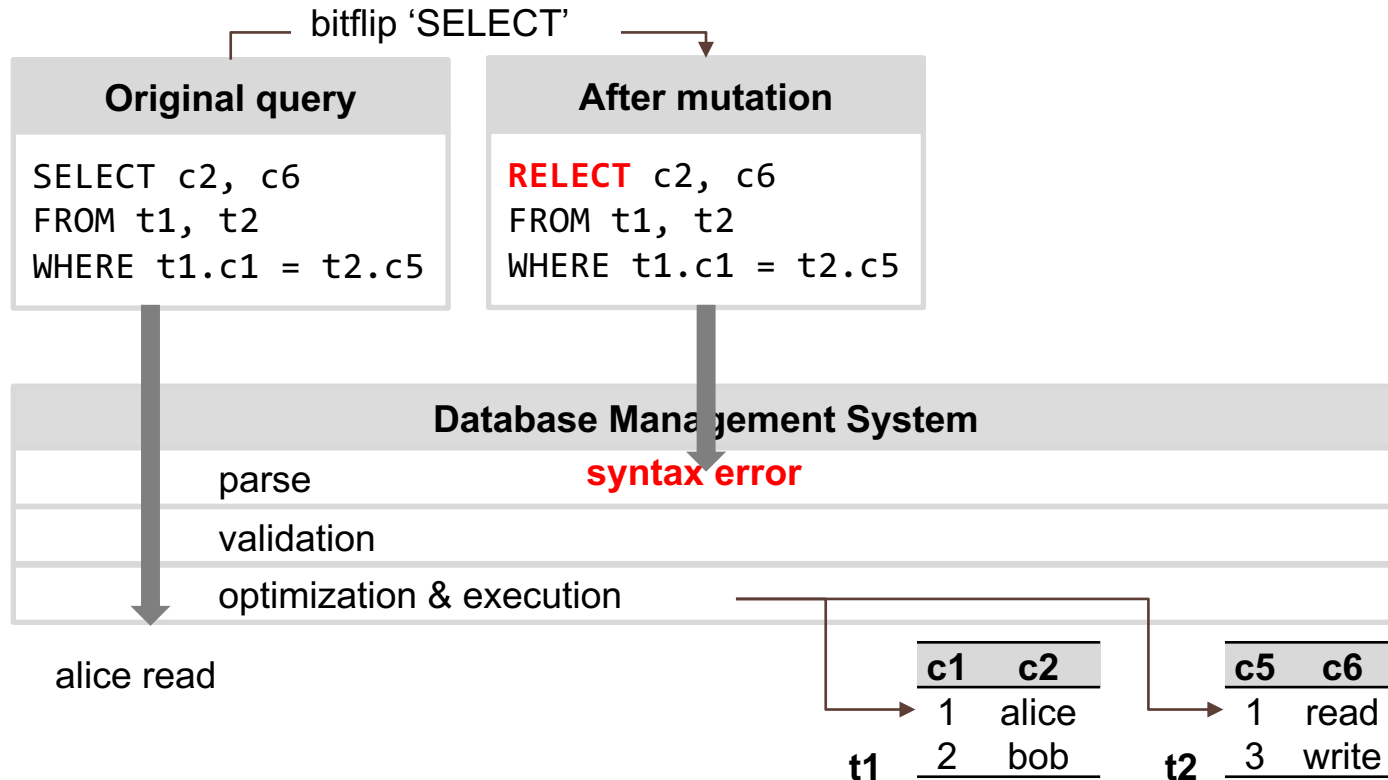 bitflip ‘SELECT’
Original query
SELECT c2, c6
FROM t1, t2
WHERE t1.c1 = t2.c5
After mutation
RELECT c2, c6
FROM t1, t2
WHERE t1.c1 = t2.c5
Database Management System
parse
syntax error
validation
optimization & execution
alice read
t1
c1 c2
1 alice
2 bob
t2
c5 c6
1 read
3 write